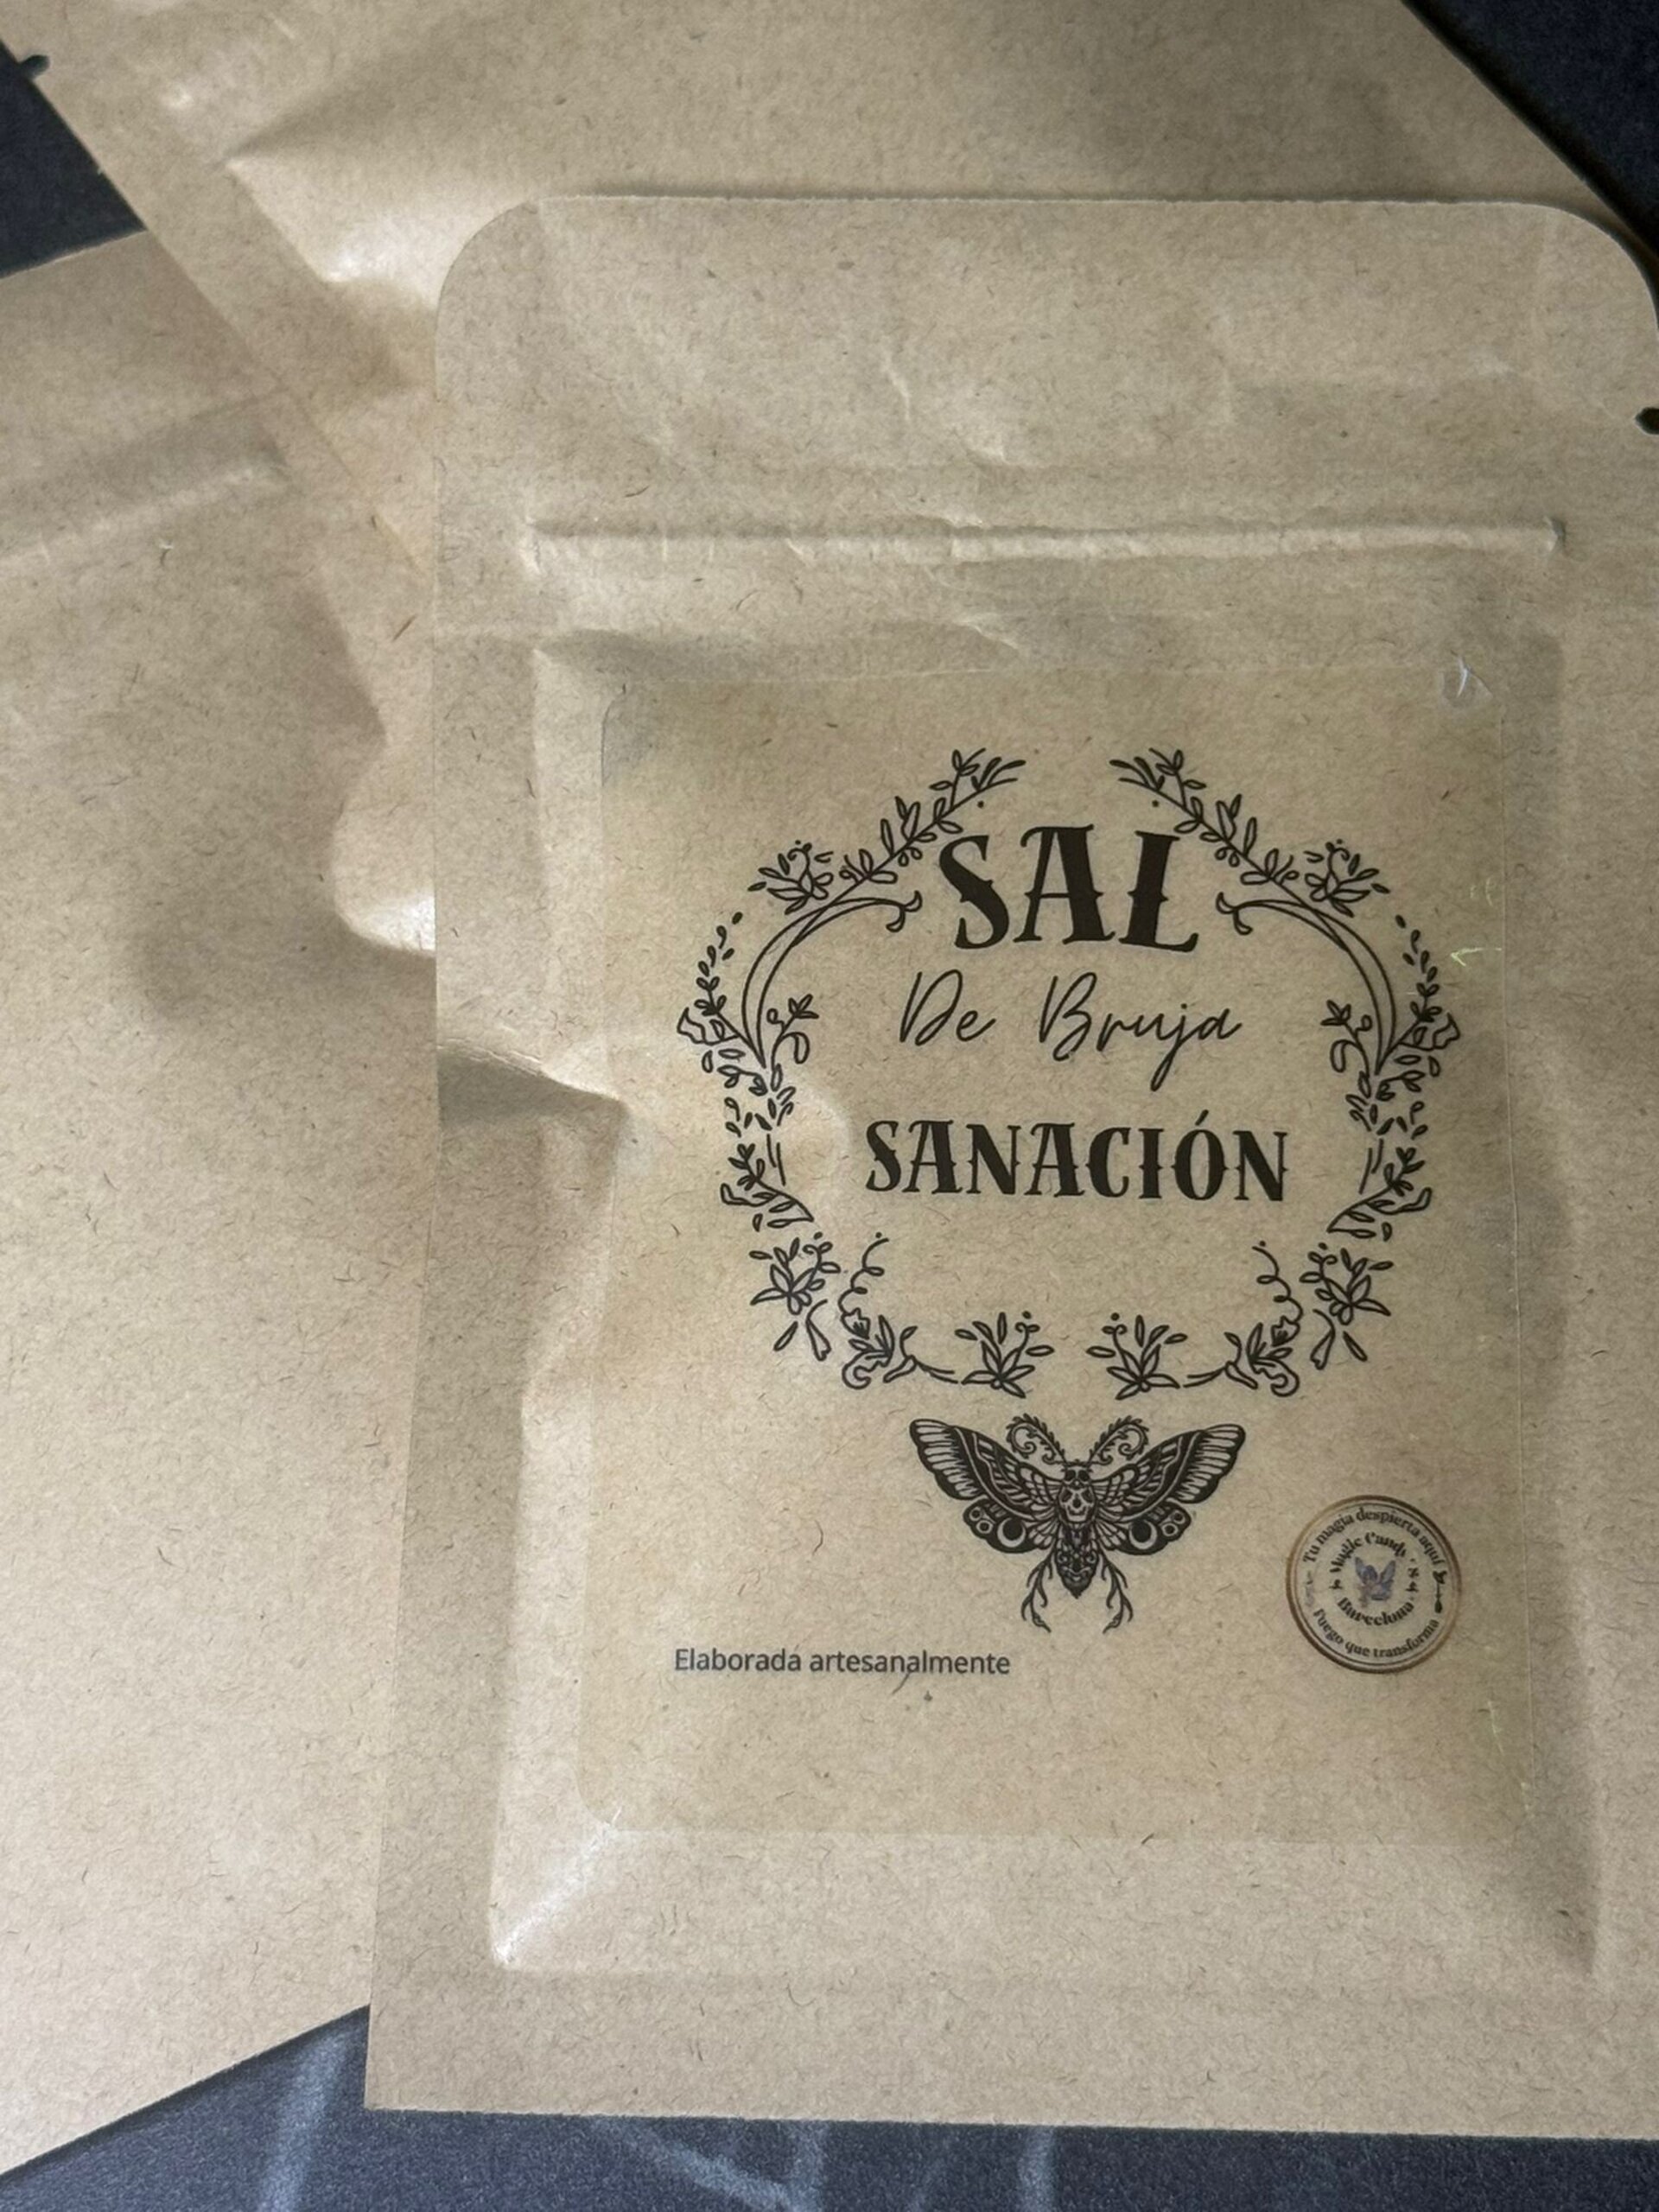 SAL
De Bruja
SANACIÓN
Elaborada artesanalmente
Tu magia despierta aquí
Barcelona
Fuego que transforma